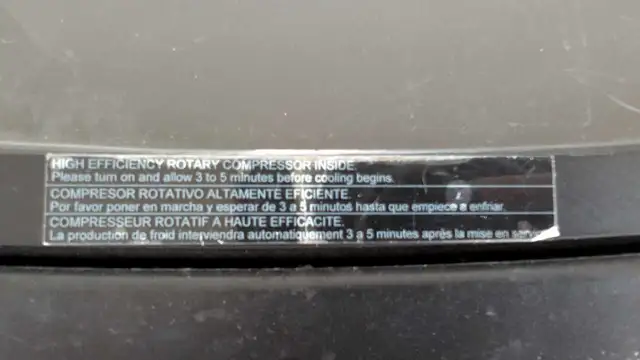 HIGH EFFICIENCY ROTARY COMPRESSOR INSIDE.
Please turn on and allow 3 to 5 minutes before cooling begins.
COMPRESOR ROTATIVO ALTAMENTE EFICIENTE.
Por favor poner en marcha y esperar de 3 a 5 minutos hasta que empiece a enfriar.
COMPRESSEUR ROTATIF A HAUTE EFFICACITE.
La production de froid interviendra automatiquement 3 a 5 minutes après la mise en